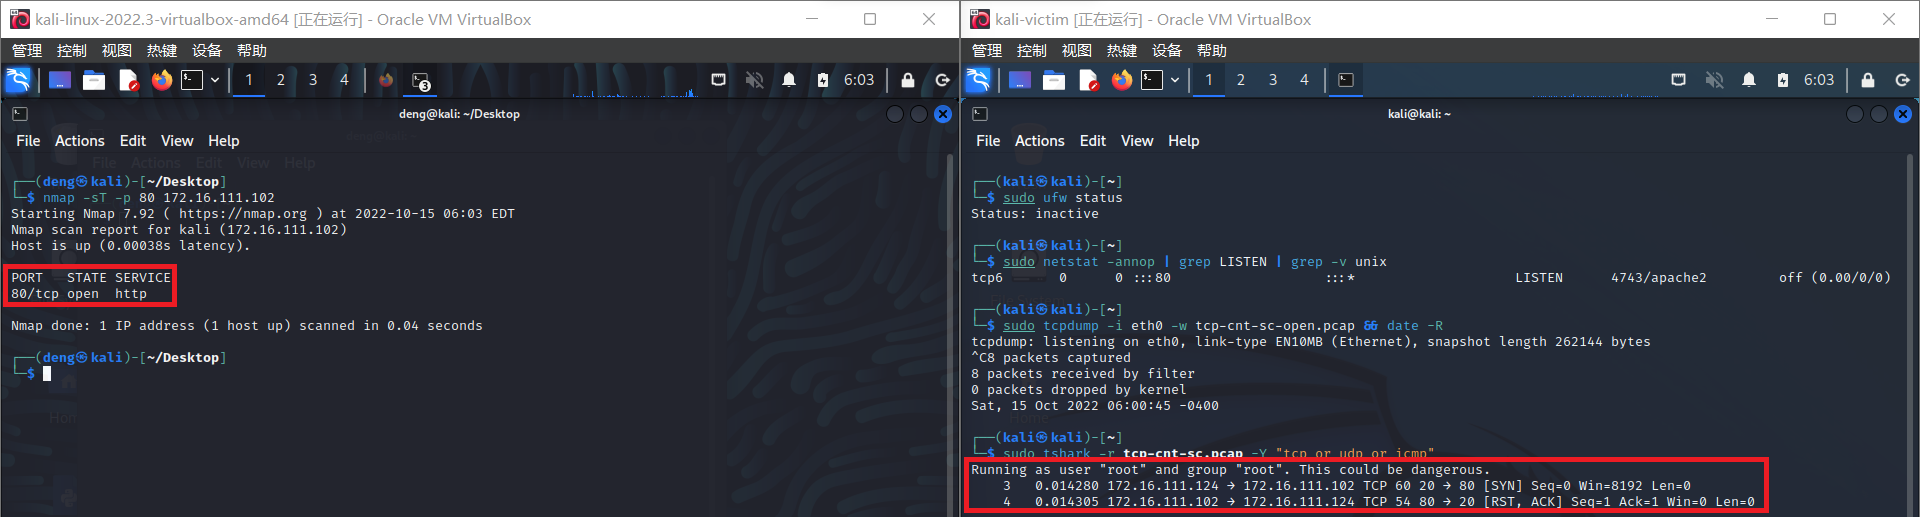 kali-linux-2022.3-virtualbox-amd64 [正在运行] - Oracle VM VirtualBox
管理 控制 视图 热键 设备 帮助
1 2 3 4 3 6:03
deng@kali: ~/Desktop
File Actions Edit View Help
(deng㉿kali)-[~/Desktop]
$ nmap -sT -p 80 172.16.111.102
Starting Nmap 7.92 ( https://nmap.org ) at 2022-10-15 06:03 EDT
Nmap scan report for kali (172.16.111.102)
Host is up (0.00038s latency).
PORT STATE SERVICE
80/tcp open http
Nmap done: 1 IP address (1 host up) scanned in 0.04 seconds
(deng㉿kali)-[~/Desktop]
$
kali-victim [正在运行] - Oracle VM VirtualBox
管理 控制 视图 热键 设备 帮助
1 2 3 4 6:03
kali@kali: ~
File Actions Edit View Help
(kali㉿kali)-[~]
$ sudo ufw status
Status: inactive
(kali㉿kali)-[~]
$ sudo netstat -annop | grep LISTEN | grep -v unix
tcp6 0 0 :::80 :::* LISTEN 4743/apache2 off (0.00/0/0)
(kali㉿kali)-[~]
$ sudo tcpdump -i eth0 -w tcp-cnt-sc-open.pcap && date -R
tcpdump: listening on eth0, link-type EN10MB (Ethernet), snapshot length 262144 bytes
^C8 packets captured
8 packets received by filter
0 packets dropped by kernel
Sat, 15 Oct 2022 06:00:45 -0400
(kali㉿kali)-[~]
$ sudo tshark -r tcp-cnt-sc.pcap -Y "tcp or udp or icmp"
Running as user "root" and group "root". This could be dangerous.
3 0.014280 172.16.111.124 → 172.16.111.102 TCP 60 20 → 80 [SYN] Seq=0 Win=8192 Len=0
4 0.014305 172.16.111.102 → 172.16.111.124 TCP 54 80 → 20 [RST, ACK] Seq=1 Ack=1 Win=0 Len=0